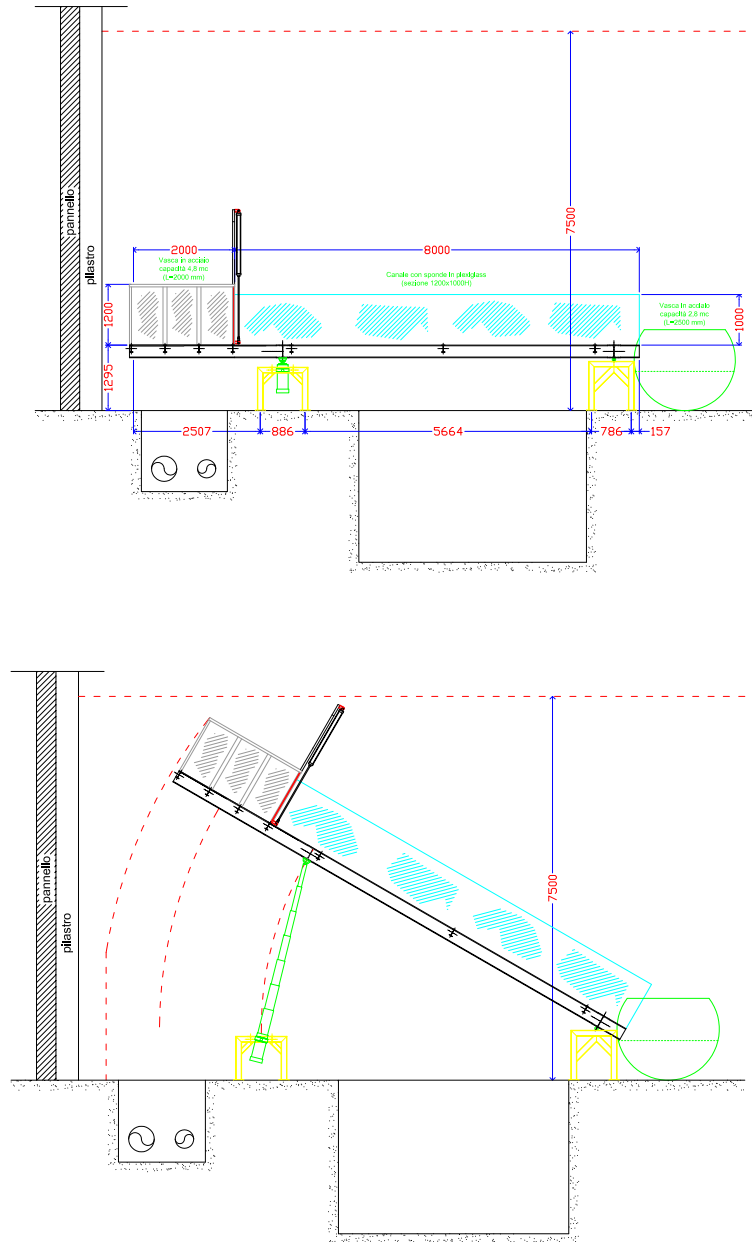 pannello
pilastro
7500
2000
8000
Vasca in acciaio
capacità 4,8 mc
(L=2000 mm)
Canale con sponde in plexiglass
(sezione 1200x1000H)
Vasca in acciaio
capacità 2,8 mc
(L=2500 mm)
1200
1000
1295
2507
886
5664
786
157
pannello
pilastro
7500